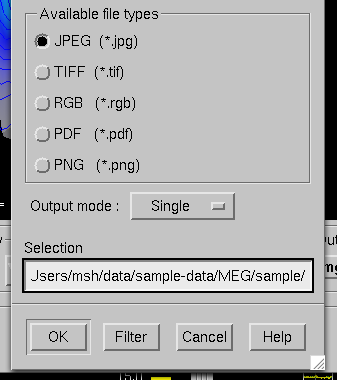 Available file types
JPEG (*.jpg)
TIFF (*.tif)
RGB (*.rgb)
PDF (*.pdf)
PNG (*.png)
Output mode : Single
Selection
Jsers/msh/data/sample-data/MEG/sample/
OK Filter Cancel Help